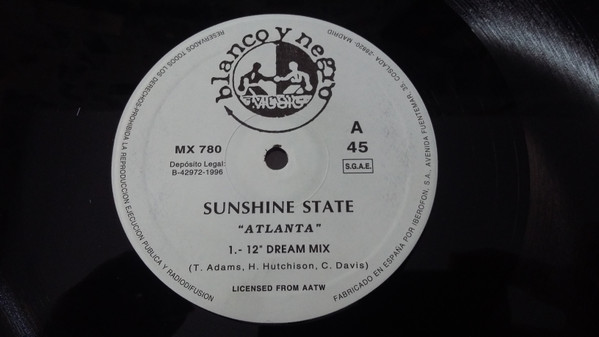 blanco y negro
MUSIC
MX 780
Depósito Legal:
B-42972-1996
A
45
S.G.A.E.
SUNSHINE STATE
"ATLANTA"
1.- 12" DREAM MIX
(T. Adams, H. Hutchison, C. Davis)
LICENSED FROM AATW
RESERVADOS TODOS LOS DERECHOS-PROHIBIDA LA REPRODUCCION EJECUCION PUBLICA Y RADIODIFUSION
FABRICADO EN ESPAÑA POR IBEROFON, S.A. AVENIDA FUENTEMAR, 35. COSLADA 28820- MADRID